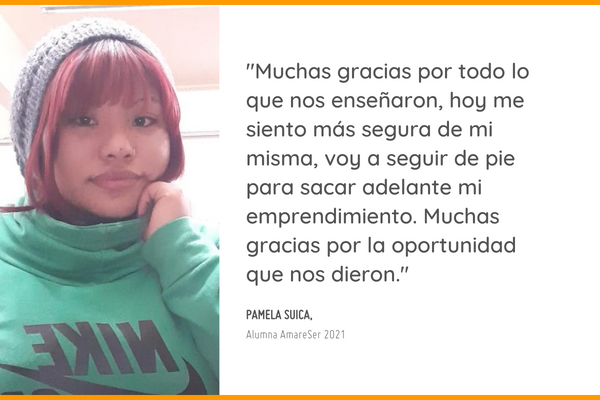 "Muchas gracias por todo lo
que nos enseñaron, hoy me
siento más segura de mi
misma, voy a seguir de pie
para sacar adelante mi
emprendimiento. Muchas
gracias por la oportunidad
que nos dieron."
PAMELA SUICA,
Alumna AmareSer 2021
NIKE